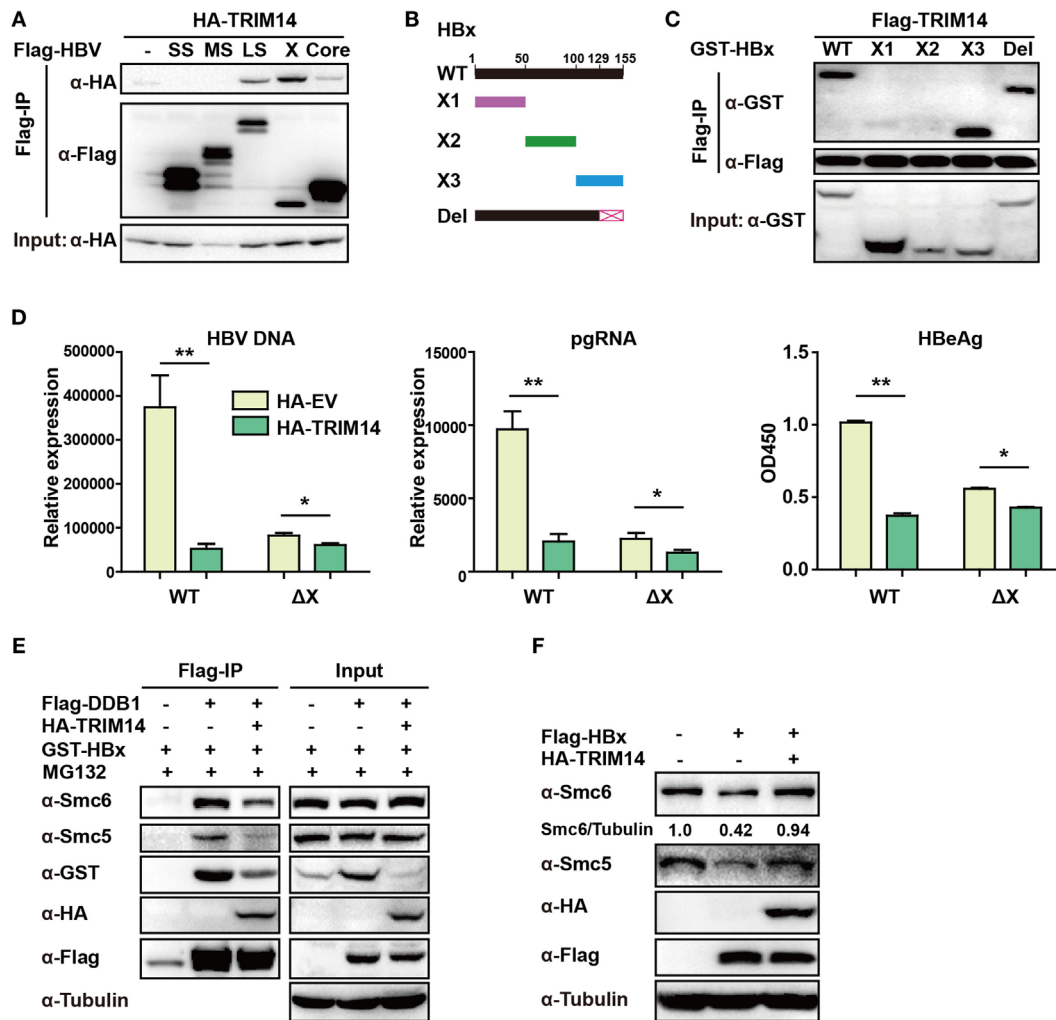 A
HA-TRIM14
Flag-HBV - SS MS LS X Core
Flag-IP
α-HA
α-Flag
Input: α-HA
B
HBx
1 50 100 129 155
WT
X1
X2
X3
Del
C
Flag-TRIM14
GST-HBx WT X1 X2 X3 Del
Flag-IP
α-GST
α-Flag
Input: α-GST
D
HBV DNA
Relative expression
500000
400000
300000
200000
100000
0
**
*
HA-EV
HA-TRIM14
WT ΔX
pgRNA
Relative expression
15000
10000
5000
0
**
*
WT ΔX
HBeAg
OD450
1.5
1.0
0.5
0.0
**
*
WT ΔX
E
Flag-IP Input
Flag-DDB1 - + + - + +
HA-TRIM14 - - + - - +
GST-HBx + + + + + +
MG132 + + + + + +
α-Smc6
α-Smc5
α-GST
α-HA
α-Flag
α-Tubulin
F
Flag-HBx - + +
HA-TRIM14 - - +
α-Smc6
Smc6/Tubulin 1.0 0.42 0.94
α-Smc5
α-HA
α-Flag
α-Tubulin